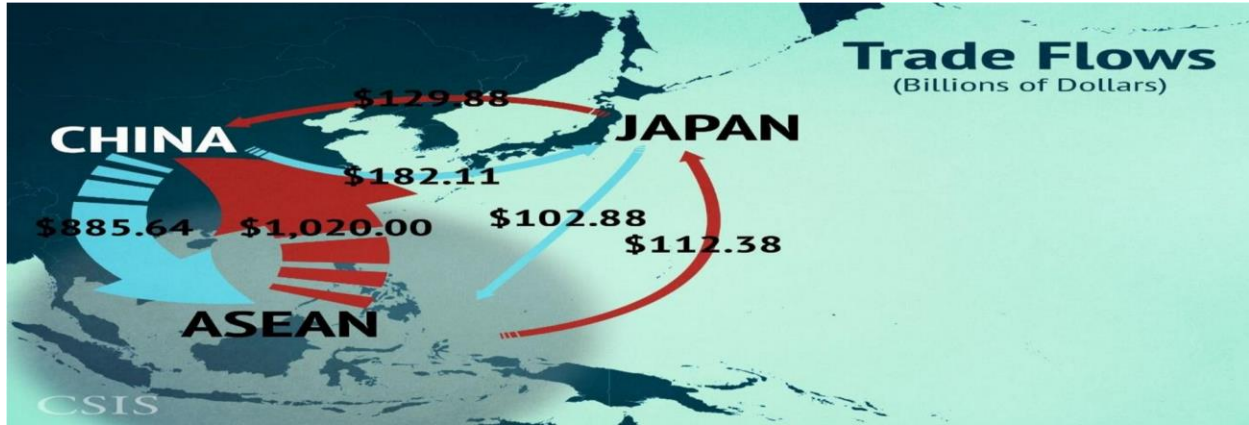 Trade Flows
(Billions of Dollars)
$129.88
CHINA
JAPAN
$182.11
$885.64
$1,020.00
$102.88
$112.38
ASEAN
CSIS